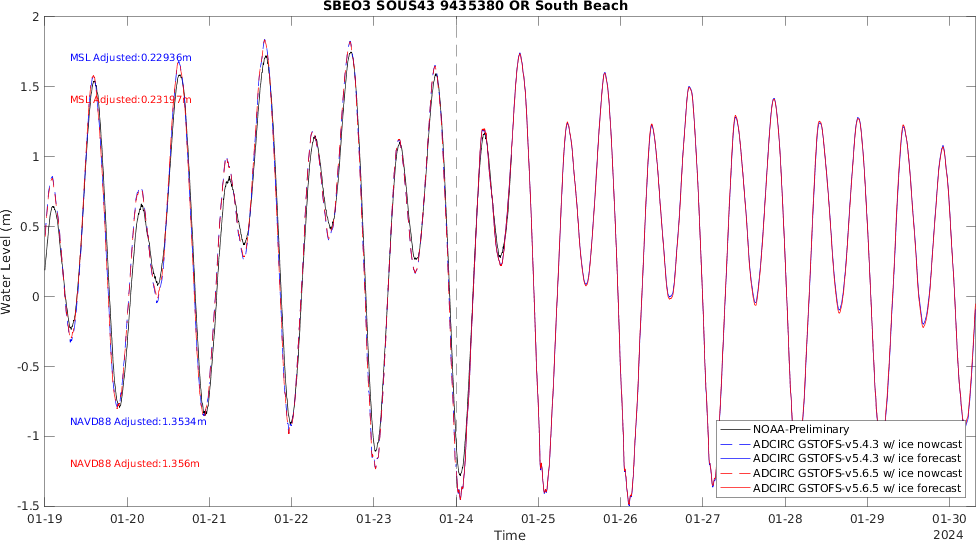 SBEO3 SOUS43 9435380 OR South Beach
2
1.5
1
0.5
0
-0.5
-1
-1.5
Water Level (m)
MSL Adjusted:0.22936m
MSL Adjusted:0.23197m
NAVD88 Adjusted:1.3534m
NAVD88 Adjusted:1.356m
NOAA-Preliminary
ADCIRC GSTOFS-v5.4.3 w/ ice nowcast
ADCIRC GSTOFS-v5.4.3 w/ ice forecast
ADCIRC GSTOFS-v5.6.5 w/ ice nowcast
ADCIRC GSTOFS-v5.6.5 w/ ice forecast
01-19 01-20 01-21 01-22 01-23 01-24 01-25 01-26 01-27 01-28 01-29 01-30
2024
Time